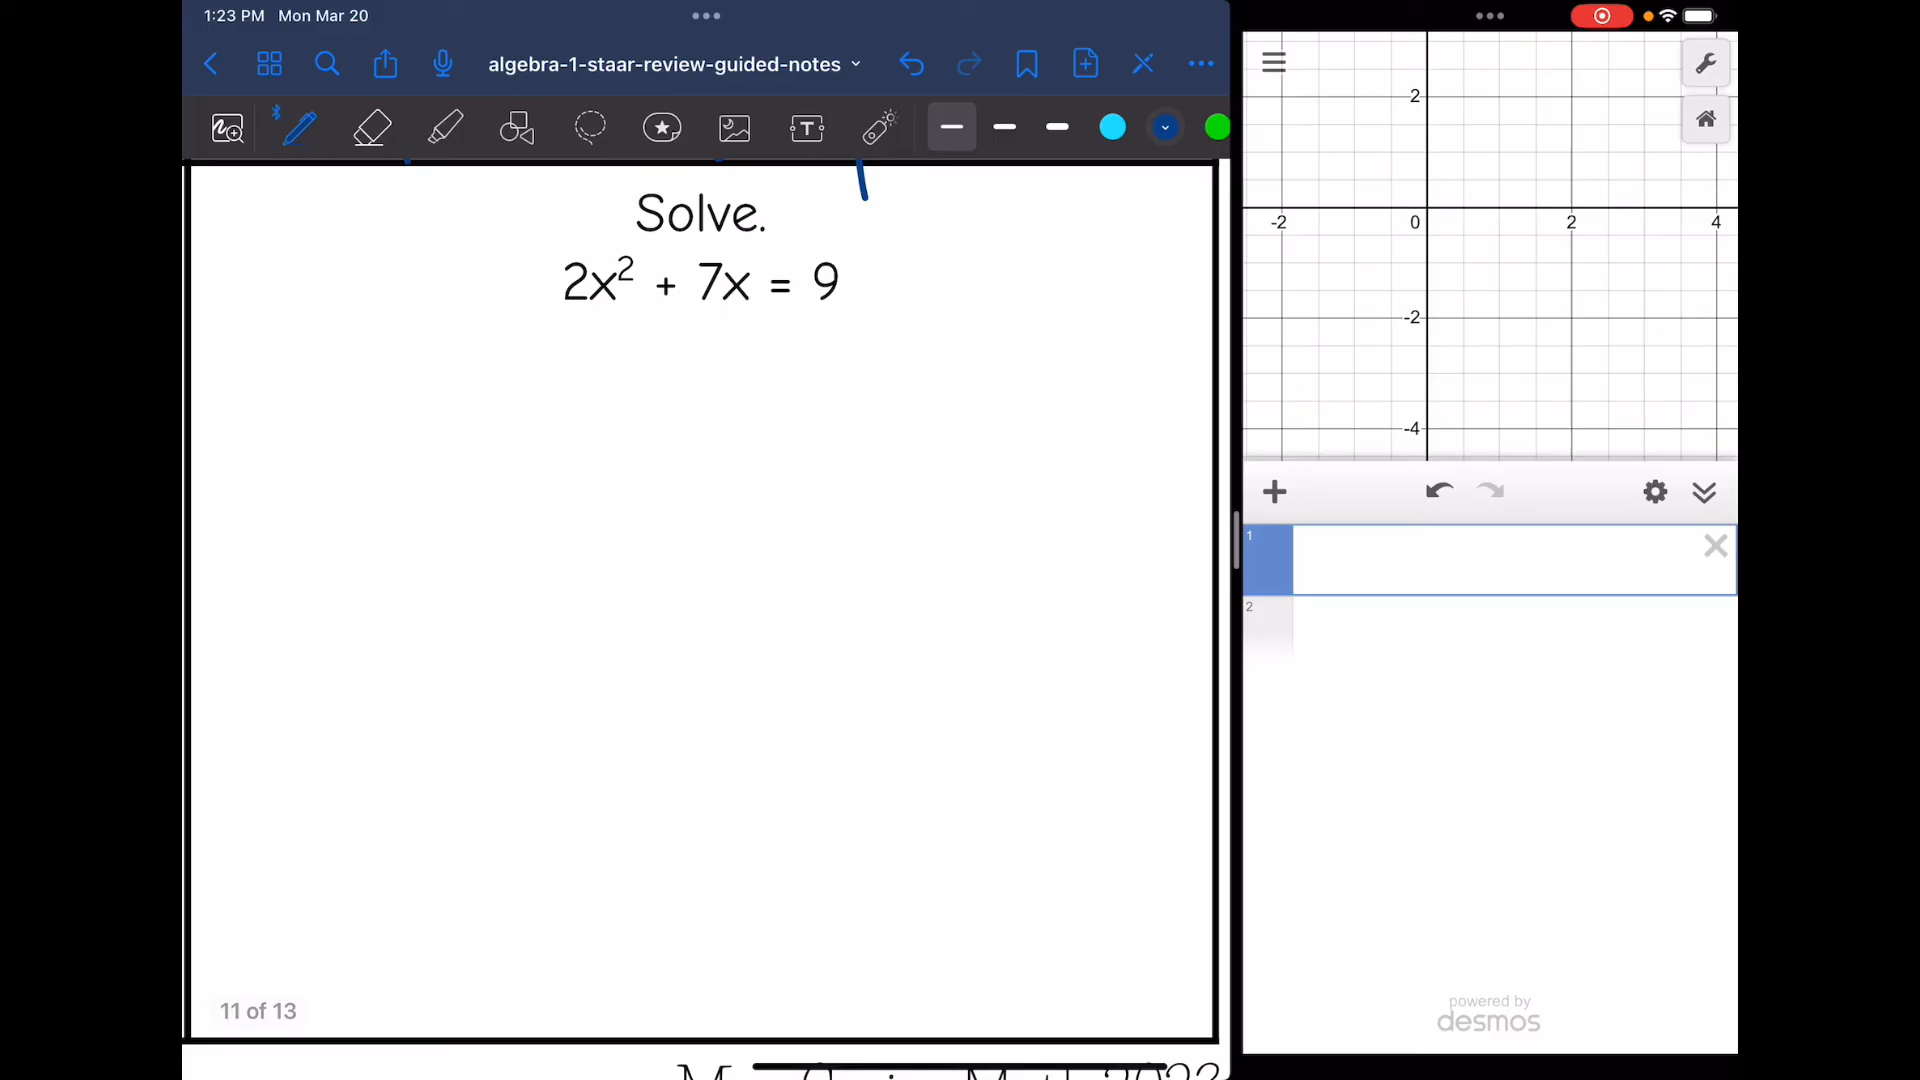 1:23 PM Mon Mar 20
algebra-1-staar-review-guided-notes
T
Solve.
2x² + 7x = 9
11 of 13
2
-2 0 2 4
-2
-4
1
2
powered by
desmos